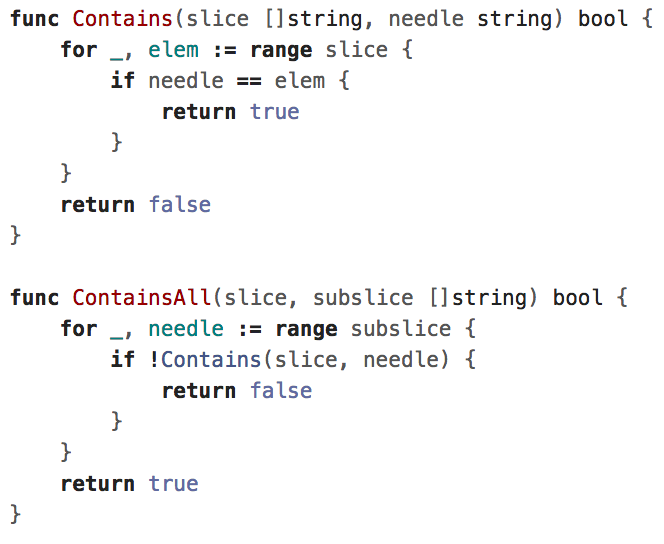 func Contains(slice []string, needle string) bool {
    for _, elem := range slice {
        if needle == elem {
            return true
        }
    }
    return false
}

func ContainsAll(slice, subslice []string) bool {
    for _, needle := range subslice {
        if !Contains(slice, needle) {
            return false
        }
    }
    return true
}